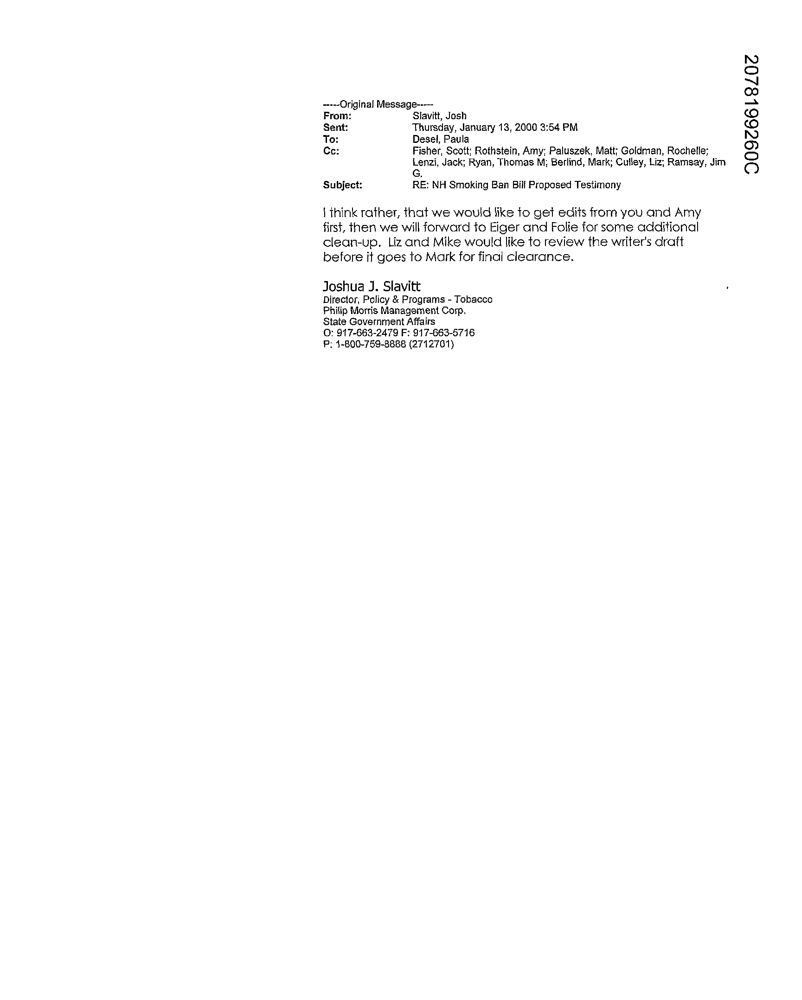 2078199260C
-----Original Message-----
From: Slavitt, Josh
Sent: Thursday, January 13, 2000 3:54 PM
To: Desel, Paula
Cc: Fisher, Scott; Rothstein, Amy; Paluszek, Matt; Goldman, Rochelle;
Lenzi, Jack; Ryan, Thomas M; Berlind, Mark; Culley, Liz; Ramsay, Jim
G.
Subject: RE: NH Smoking Ban Bill Proposed Testimony
I think rather, that we would like to get edits from you and Amy
first, then we will forward to Eiger and Folie for some additional
clean-up. Liz and Mike would like to review the writer's draft
before it goes to Mark for final clearance.
Joshua J. Slavitt
Director, Policy & Programs - Tobacco
Philip Morris Management Corp.
State Government Affairs
O: 917-663-2479 F: 917-663-5716
P: 1-800-759-8888 (2712701)